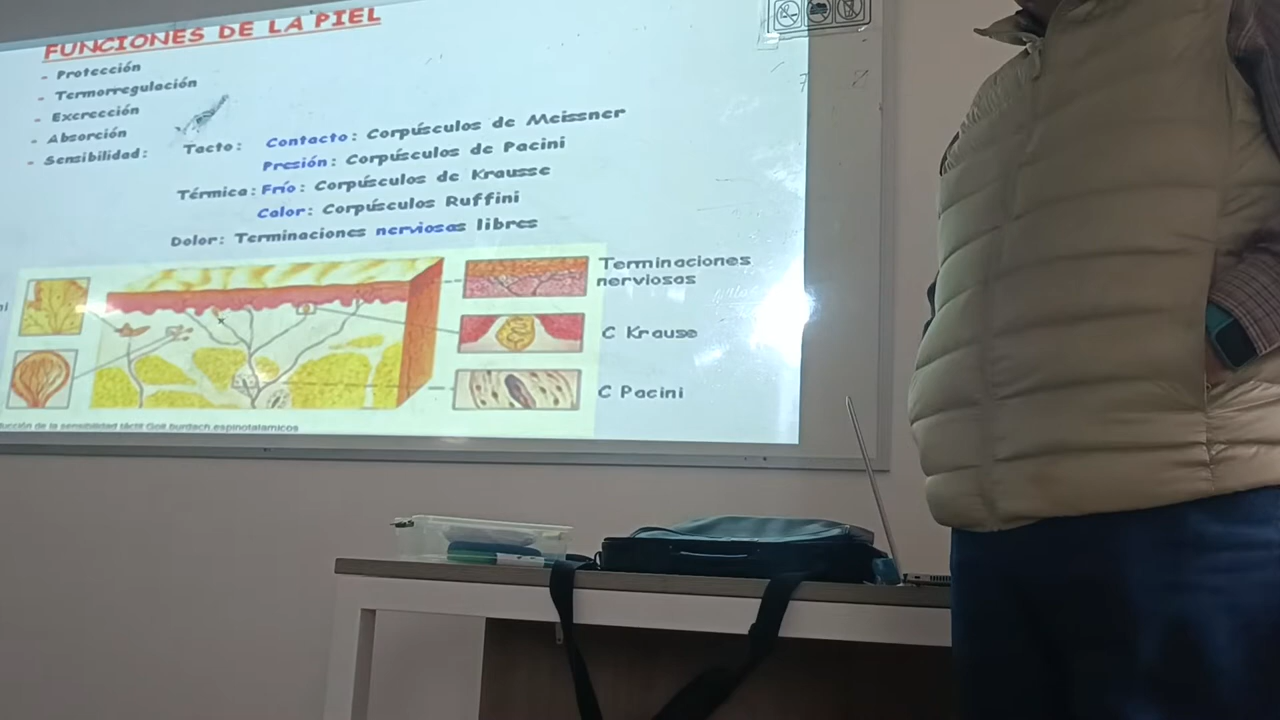 FUNCIONES DE LA PIEL
- Protección
- Termorregulación
- Excrección
- Absorción
- Sensibilidad: Tacto: Contacto: Corpúsculos de Meissner
Presión: Corpúsculos de Pacini
Térmica: Frío: Corpúsculos de Krausse
Calor: Corpúsculos Ruffini
Dolor: Terminaciones nerviosas libres
Terminaciones
nerviosas
C Krause
C Pacini
de la sensibilidad táctil Goll.burdach.espinotalamicos